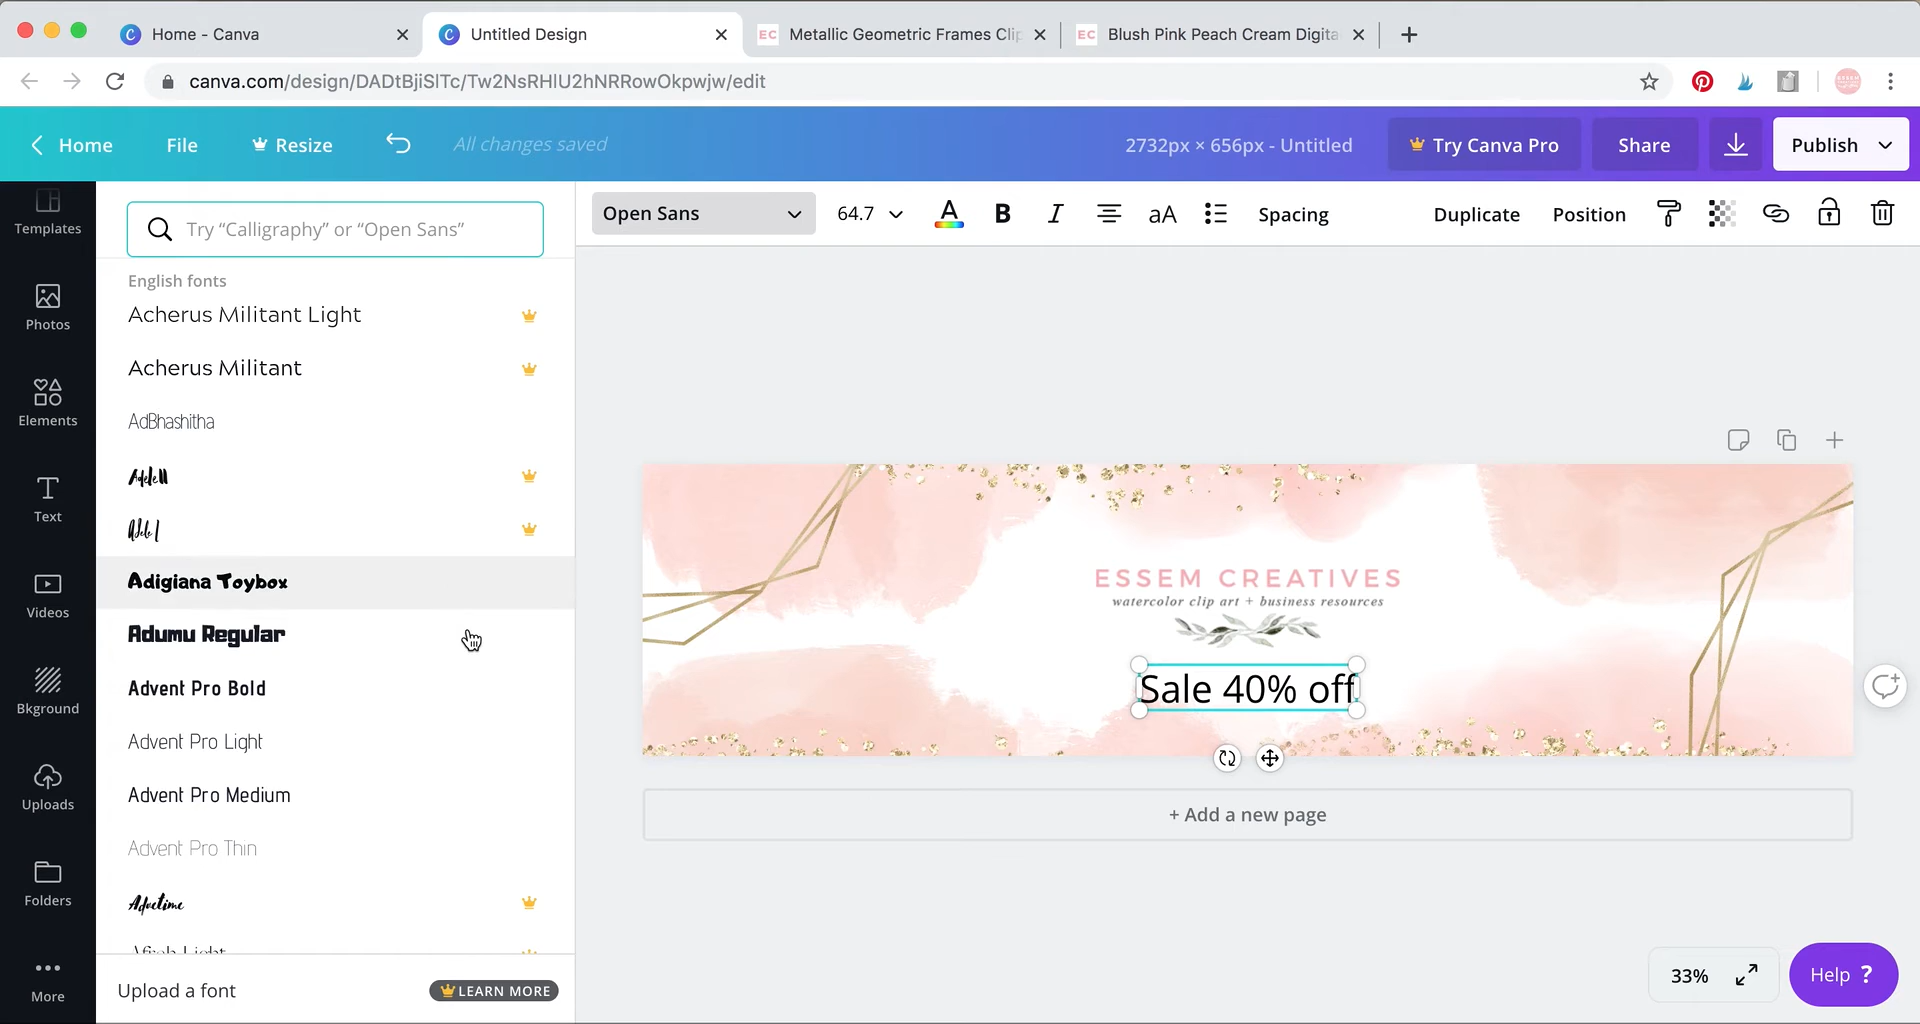 Home - Canva
Untitled Design
EC Metallic Geometric Frames Clip
EC Blush Pink Peach Cream Digita
canva.com/design/DADtBjiSlTc/Tw2NsRHlU2hNRRowOkpwjw/edit
Home
File
Resize
All changes saved
2732px × 656px - Untitled
Try Canva Pro
Share
Publish
Templates
Photos
Elements
Text
Videos
Bkground
Uploads
Folders
More
Try “Calligraphy” or “Open Sans”
English fonts
Acherus Militant Light
Acherus Militant
AdBhashitha
Adigiana Toybox
Adumu Regular
Advent Pro Bold
Advent Pro Light
Advent Pro Medium
Advent Pro Thin
Upload a font
LEARN MORE
Open Sans
64.7
A
B
I
aA
Spacing
Duplicate
Position
ESSEM CREATIVES
watercolor clip art + business resources
Sale 40% off
+ Add a new page
33%
Help ?